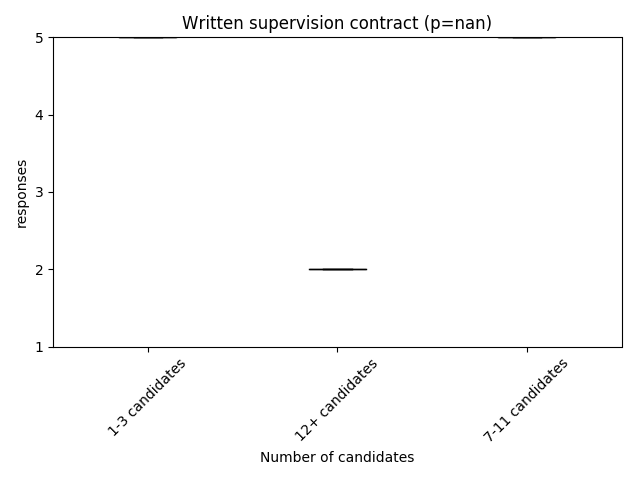 Written supervision contract (p=nan)
5
4
3
2
1
responses
1-3 candidates
12+ candidates
7-11 candidates
Number of candidates